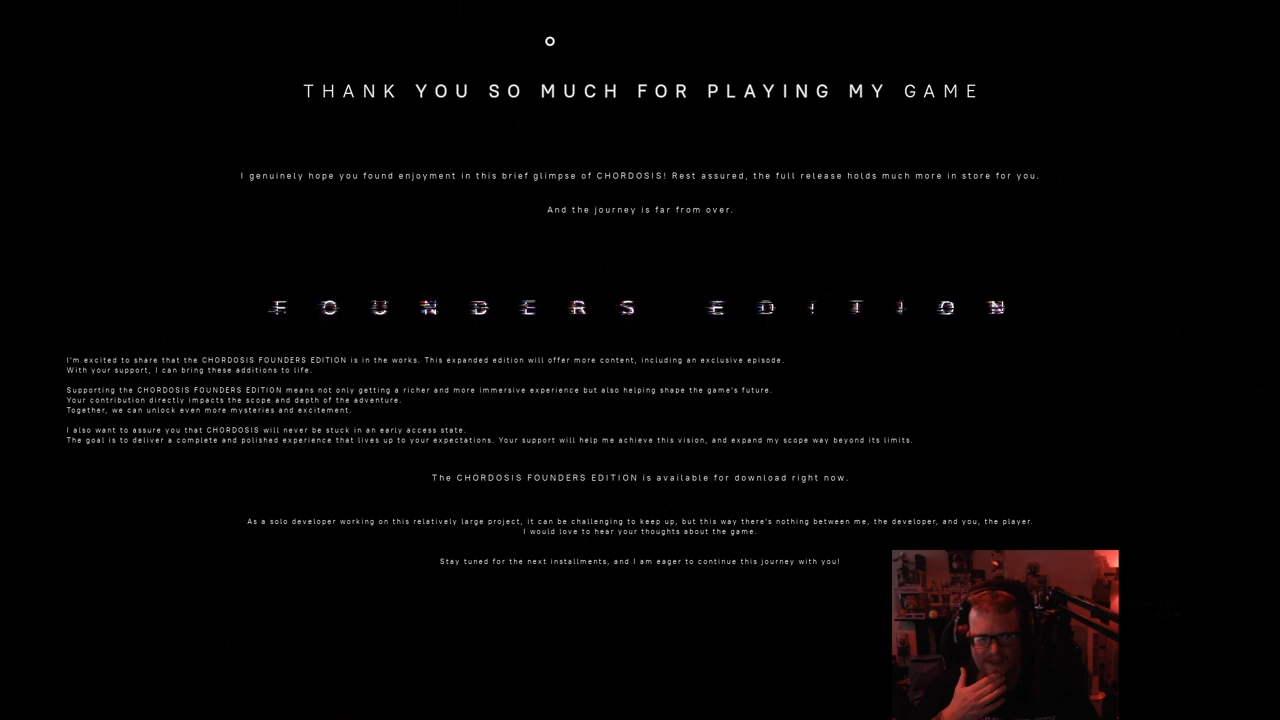 THANK YOU SO MUCH FOR PLAYING MY GAME
I genuinely hope you found enjoyment in this brief glimpse of CHORDOSIS! Rest assured, the full release holds much more in store for you.
And the journey is far from over.
FOUNDERS EDITION
I'm excited to share that the CHORDOSIS FOUNDERS EDITION is in the works. This expanded edition will offer more content, including an exclusive episode.
With your support, I can bring these additions to life.
Supporting the CHORDOSIS FOUNDERS EDITION means not only getting a richer and more immersive experience but also helping shape the game's future.
Your contribution directly impacts the scope and depth of the adventure.
Together, we can unlock even more mysteries and excitement.
I also want to assure you that CHORDOSIS will never be stuck in an early access state.
The goal is to deliver a complete and polished experience that lives up to your expectations. Your support will help me achieve this vision, and expand my scope way beyond its limits.
The CHORDOSIS FOUNDERS EDITION is available for download right now.
As a solo developer working on this relatively large project, it can be challenging to keep up, but this way there's nothing between me, the developer, and you, the player.
I would love to hear your thoughts about the game.
Stay tuned for the next installments, and I am eager to continue this journey with you!